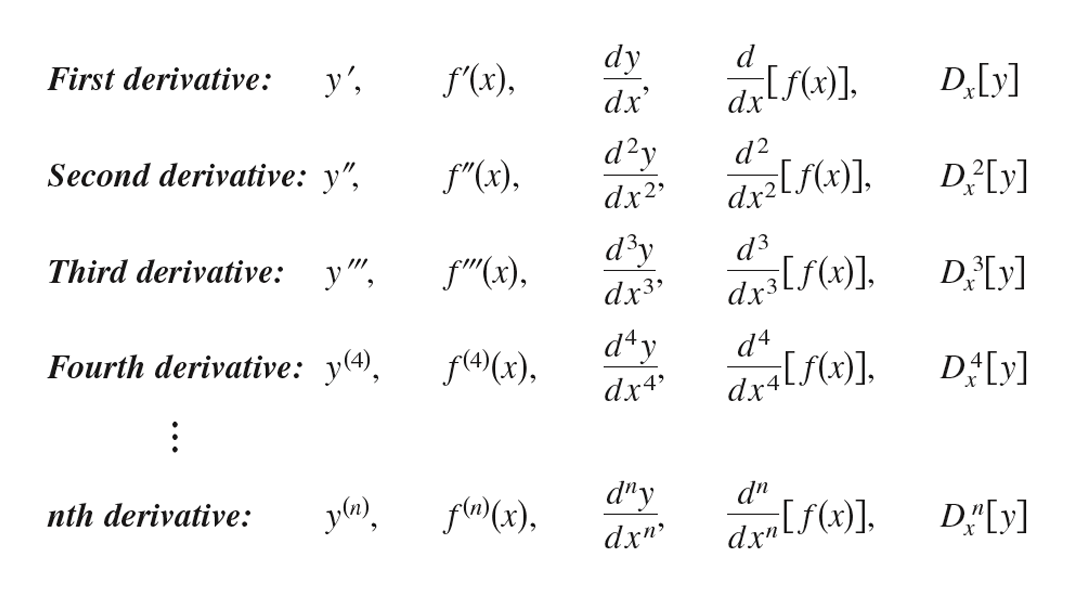 First derivative: y′, f′(x), dy/dx, d/dx[f(x)], Dₓ[y]
Second derivative: y″, f″(x), d²y/dx², d²/dx²[f(x)], Dₓ²[y]
Third derivative: y‴, f‴(x), d³y/dx³, d³/dx³[f(x)], Dₓ³[y]
Fourth derivative: y⁽⁴⁾, f⁽⁴⁾(x), d⁴y/dx⁴, d⁴/dx⁴[f(x)], Dₓ⁴[y]
⋮
nth derivative: y⁽ⁿ⁾, f⁽ⁿ⁾(x), dⁿy/dxⁿ, dⁿ/dxⁿ[f(x)], Dₓⁿ[y]